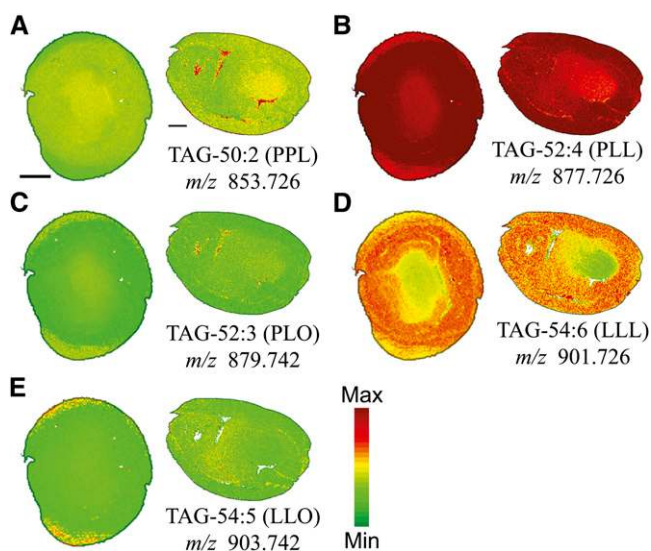 A
B
TAG-50:2 (PPL)
m/z 853.726
TAG-52:4 (PLL)
m/z 877.726
C
D
TAG-52:3 (PLO)
m/z 879.742
TAG-54:6 (LLL)
m/z 901.726
E
Max
TAG-54:5 (LLO)
m/z 903.742
Min